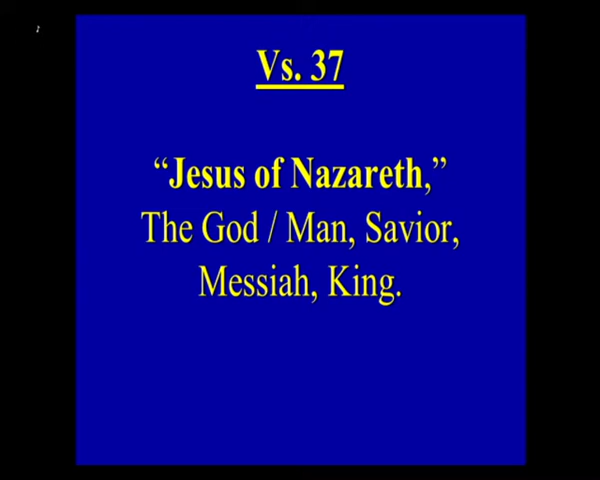 Vs. 37
“Jesus of Nazareth,”
The God / Man, Savior,
Messiah, King.